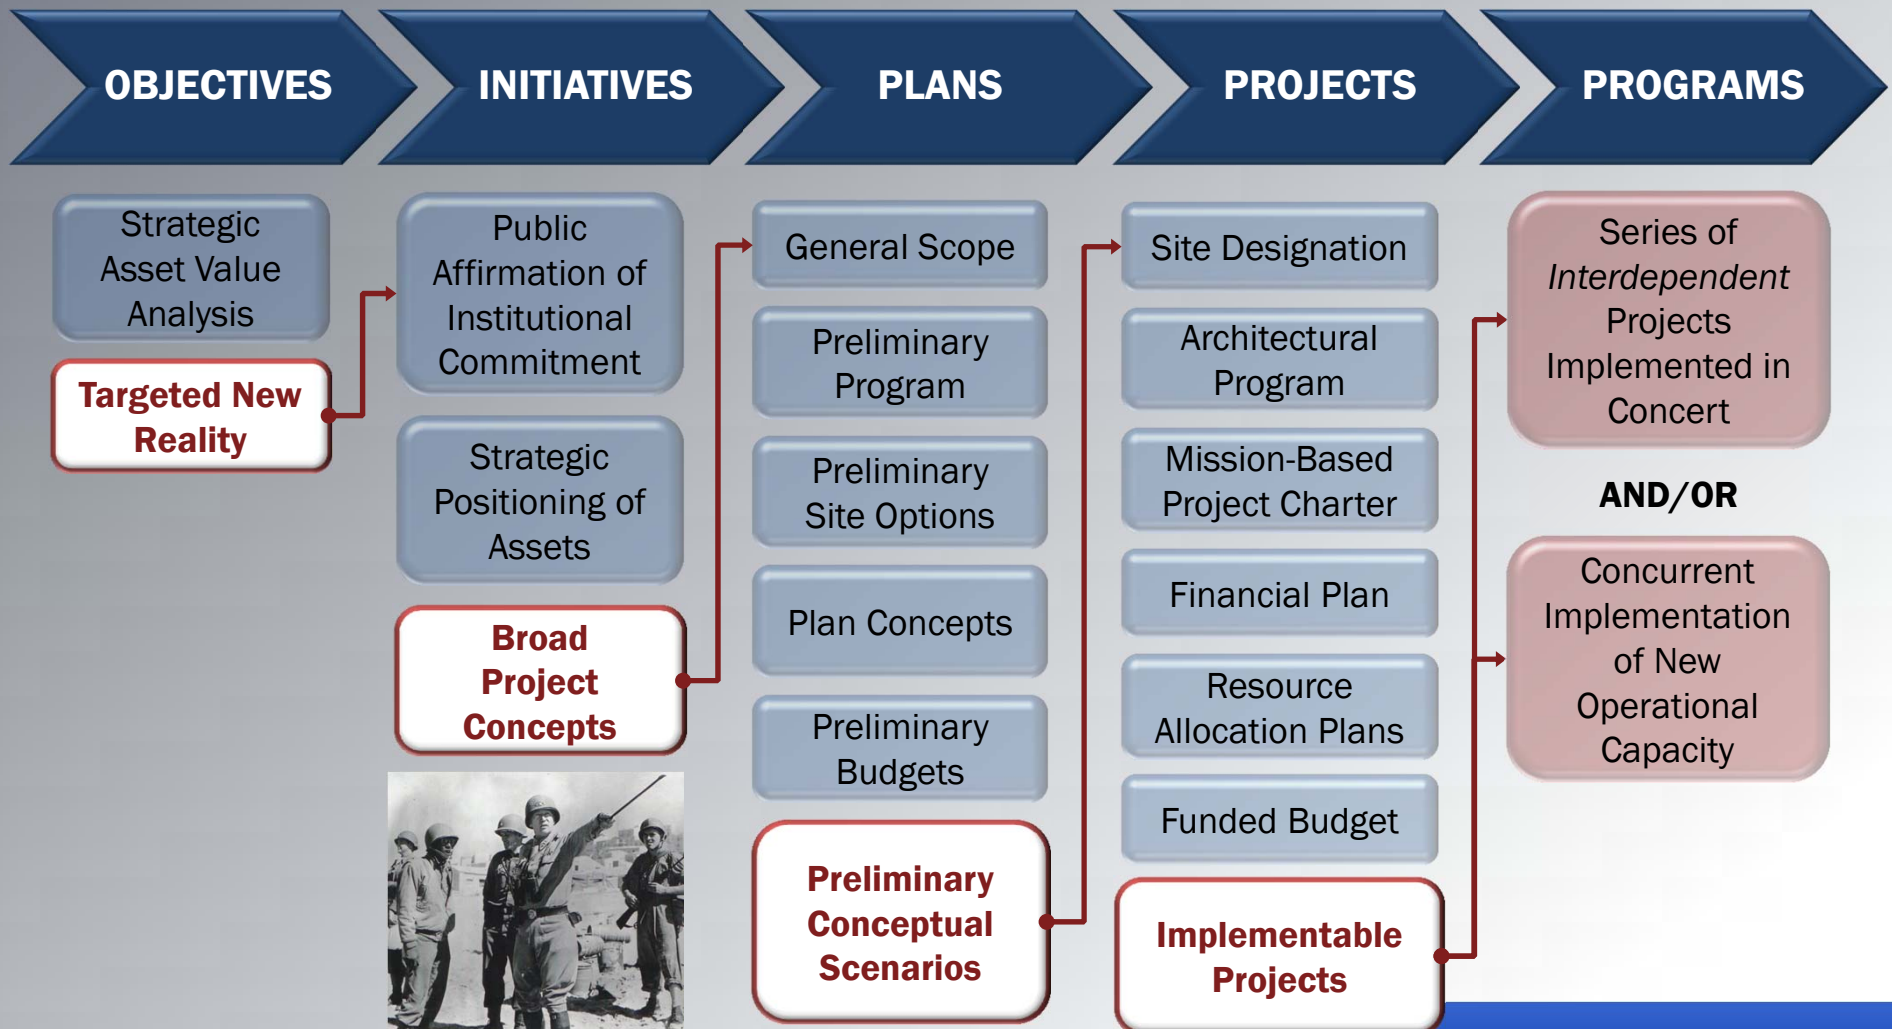 OBJECTIVES
INITIATIVES
PLANS
PROJECTS
PROGRAMS
Strategic
Asset Value
Analysis
Targeted New
Reality
Public
Affirmation of
Institutional
Commitment
Strategic
Positioning of
Assets
Broad
Project
Concepts
General Scope
Preliminary
Program
Preliminary
Site Options
Plan Concepts
Preliminary
Budgets
Preliminary
Conceptual
Scenarios
Site Designation
Architectural
Program
Mission-Based
Project Charter
Financial Plan
Resource
Allocation Plans
Funded Budget
Implementable
Projects
Series of
Interdependent
Projects
Implemented in
Concert
AND/OR
Concurrent
Implementation
of New
Operational
Capacity